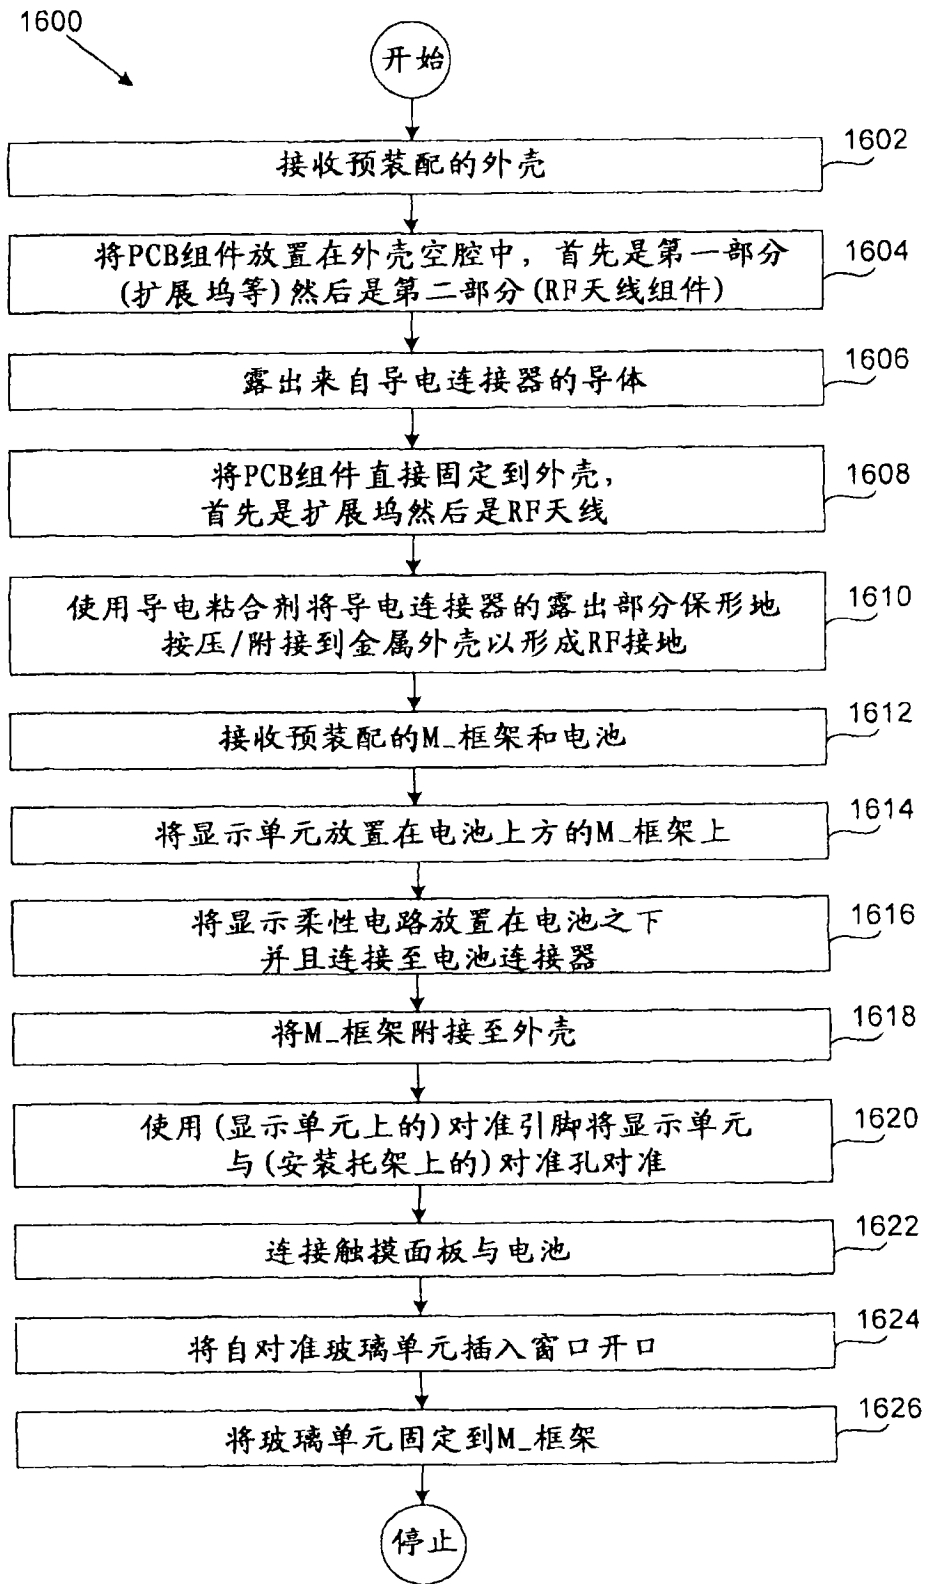 1600
开始
接收预装配的外壳
1602
将PCB组件放置在外壳空腔中，首先是第一部分
(扩展坞等)然后是第二部分(RF天线组件)
1604
露出来自导电连接器的导体
1606
将PCB组件直接固定到外壳，
首先是扩展坞然后是RF天线
1608
使用导电粘合剂将导电连接器的露出部分保形地
按压/附接到金属外壳以形成RF接地
1610
接收预装配的M_框架和电池
1612
将显示单元放置在电池上方的M_框架上
1614
将显示柔性电路放置在电池之下
并且连接至电池连接器
1616
将M_框架附接至外壳
1618
使用(显示单元上的)对准引脚将显示单元
与(安装托架上的)对准孔对准
1620
连接触摸面板与电池
1622
将自对准玻璃单元插入窗口开口
1624
将玻璃单元固定到M_框架
1626
停止